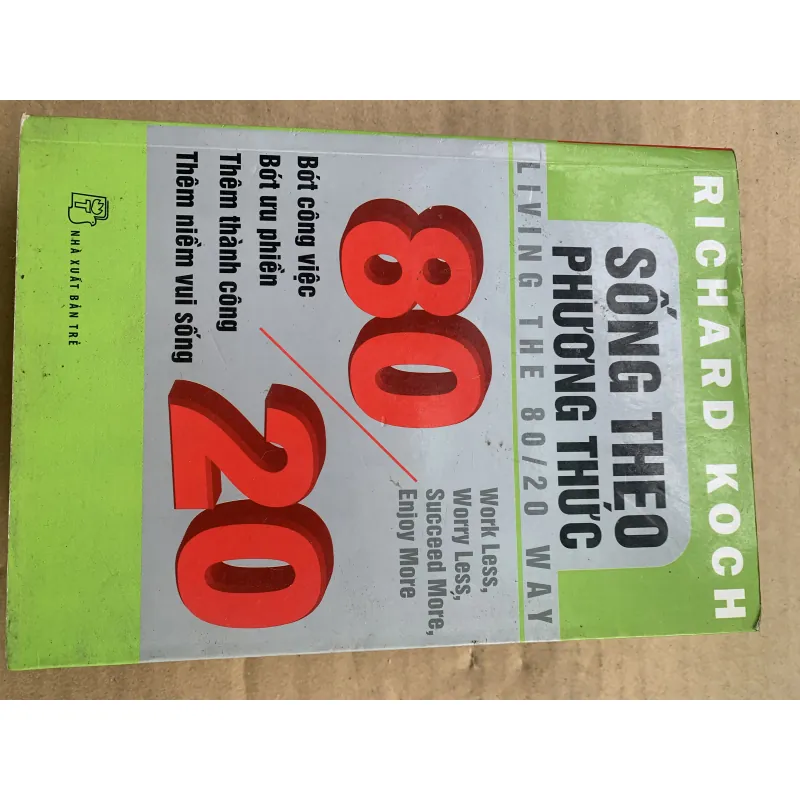 RICHARD KOCH
SỐNG THEO
PHƯƠNG THỨC
LIVING THE 80/20 WAY
80/20
Work Less,
Worry Less,
Succeed More,
Enjoy More
Bớt công việc
Bớt ưu phiền
Thêm thành công
Thêm niềm vui sống
T
NHÀ XUẤT BẢN TRẺ